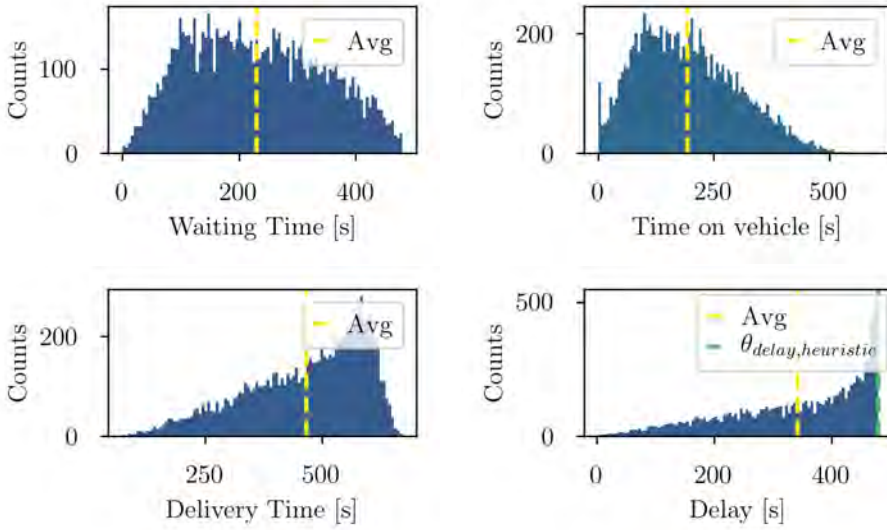 Counts
100
0
Avg
0
200
400
Waiting Time [s]
Counts
200
0
Avg
0
250
500
Time on vehicle [s]
Counts
200
0
Avg
250
500
Delivery Time [s]
Counts
500
0
Avg
θdelay,heuristic
0
200
400
Delay [s]